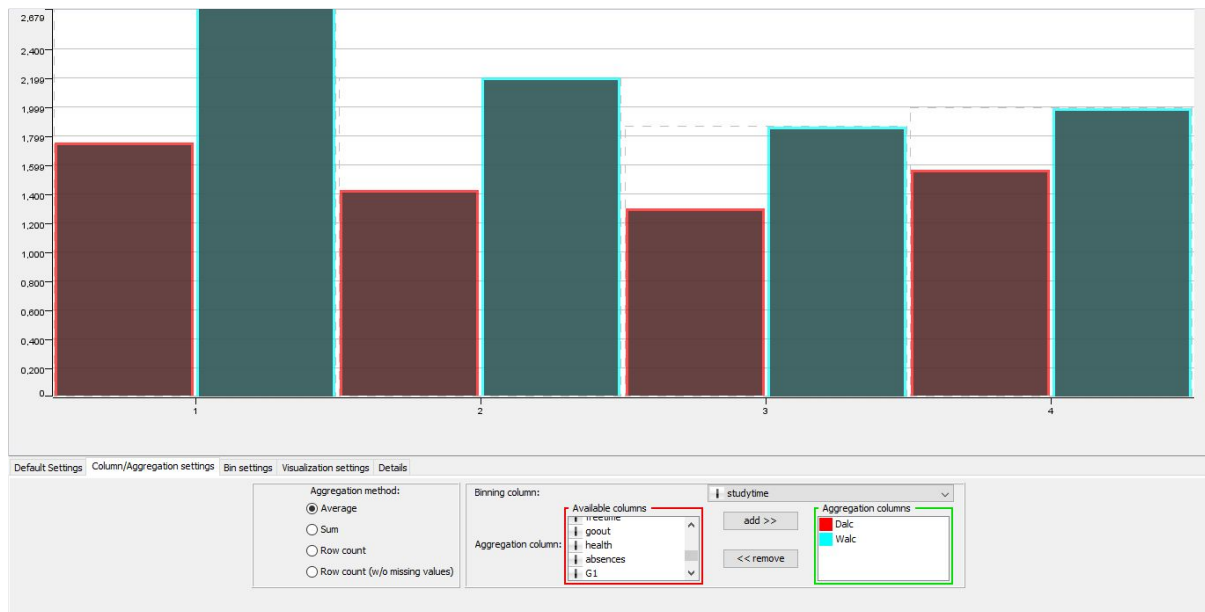 2,679
2,400
2,199
1,999
1,799
1,599
1,400
1,200
1,000
0,800
0,600
0,400
0,200
0
1 2 3 4
Default Settings Column/Aggregation settings Bin settings Visualization settings Details
Aggregation method:
Average
Sum
Row count
Row count (w/o missing values)
Binning column:
studytime
Aggregation column:
Available columns
freetime
goout
health
absences
G1
add >>
<< remove
Aggregation columns
Dalc
Walc